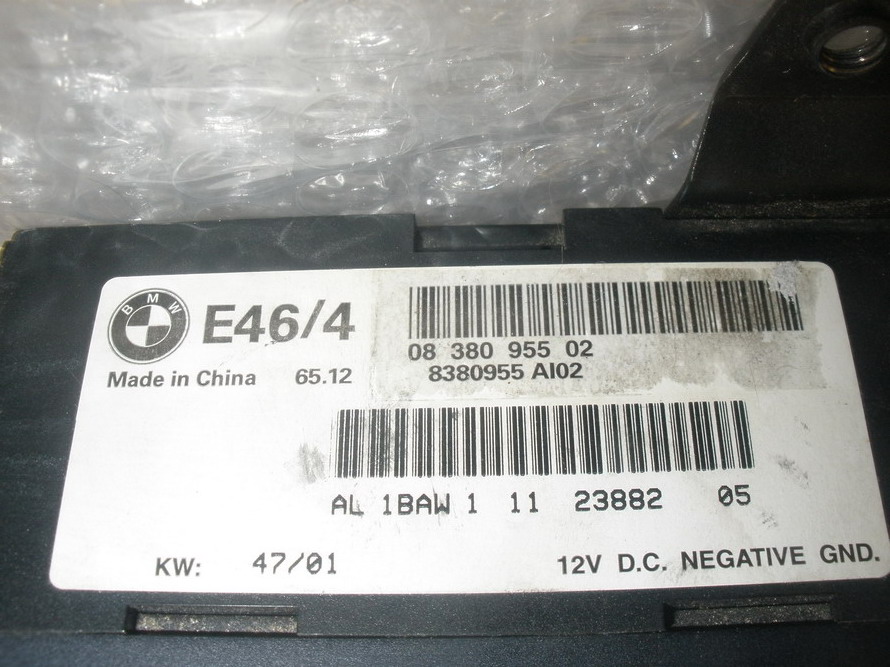 BMW
E46/4
Made in China 65.12
08 380 955 02
8380955 AI02
AL 1BAW 1 11 23882 05
KW: 47/01
12V D.C. NEGATIVE GND.